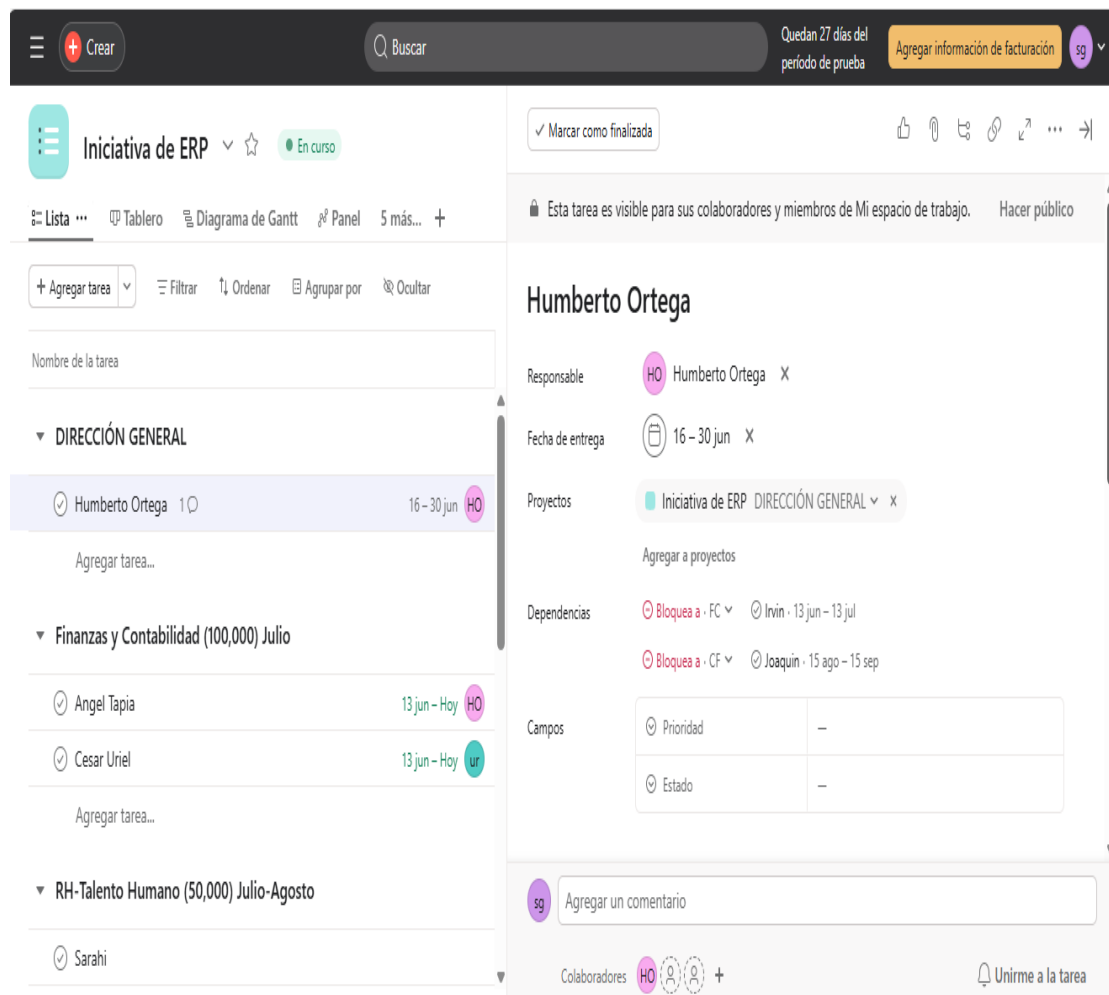 Crear
Buscar
Quedan 27 días del
período de prueba
Agregar información de facturación
sg
Iniciativa de ERP
En curso
Lista
Tablero
Diagrama de Gantt
Panel
5 más...
Agregar tarea
Filtrar
Ordenar
Agrupar por
Ocultar
Nombre de la tarea
DIRECCIÓN GENERAL
Humberto Ortega 1 16 – 30 jun HO
Agregar tarea...
Finanzas y Contabilidad (100,000) Julio
Angel Tapia 13 jun – Hoy HO
Cesar Uriel 13 jun – Hoy ur
Agregar tarea...
RH-Talento Humano (50,000) Julio-Agosto
Sarahi
Marcar como finalizada
Esta tarea es visible para sus colaboradores y miembros de Mi espacio de trabajo. Hacer público
Humberto Ortega
Responsable HO Humberto Ortega
Fecha de entrega 16 – 30 jun
Proyectos Iniciativa de ERP DIRECCIÓN GENERAL
Agregar a proyectos
Dependencias Bloquea a · FC Irvin · 13 jun – 13 jul
Bloquea a · CF Joaquin · 15 ago – 15 sep
Campos Prioridad —
Estado —
sg Agregar un comentario
Colaboradores HO
Unirme a la tarea